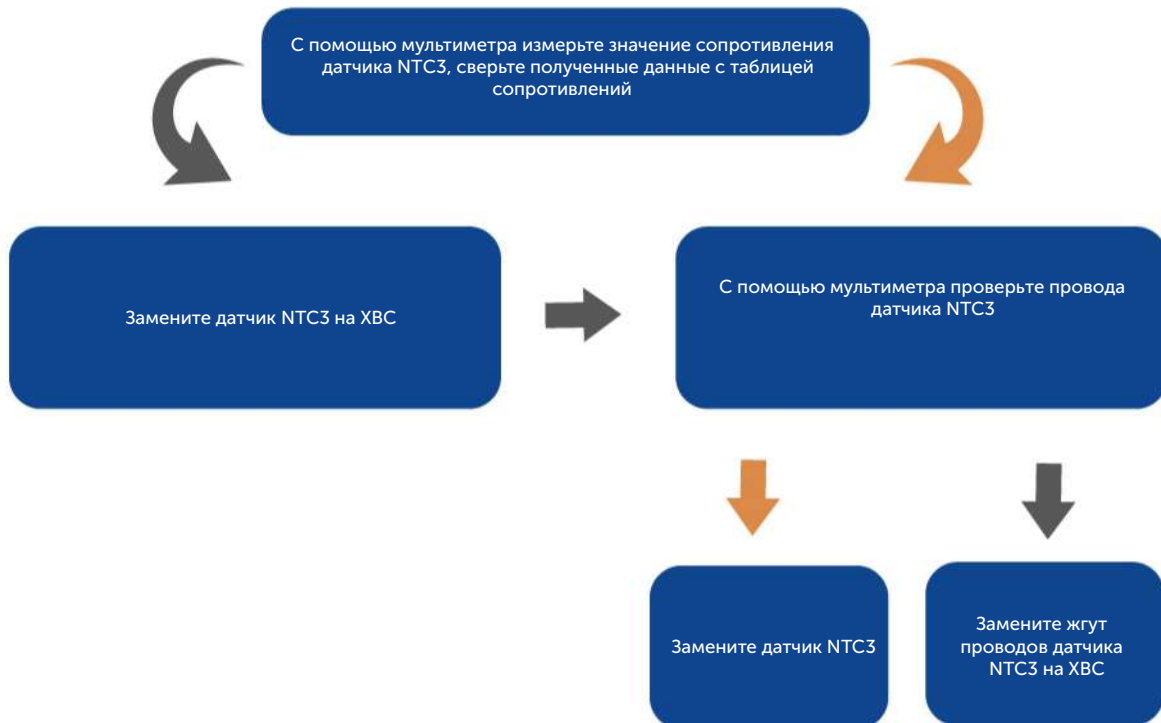 С помощью мультиметра измерьте значение сопротивления
датчика NTC3, сверьте полученные данные с таблицей
сопротивлений
Замените датчик NTC3 на ХВС
С помощью мультиметра проверьте провода
датчика NTC3
Замените датчик NTC3
Замените жгут
проводов датчика
NTC3 на ХВС